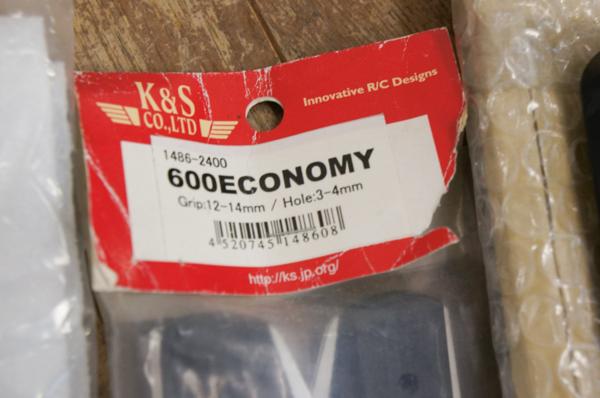 K&S
CO.,LTD
Innovative R/C Designs
1486-2400
600ECONOMY
Grip:12-14mm / Hole:3-4mm
4520745148608
http://ks.jp.org/